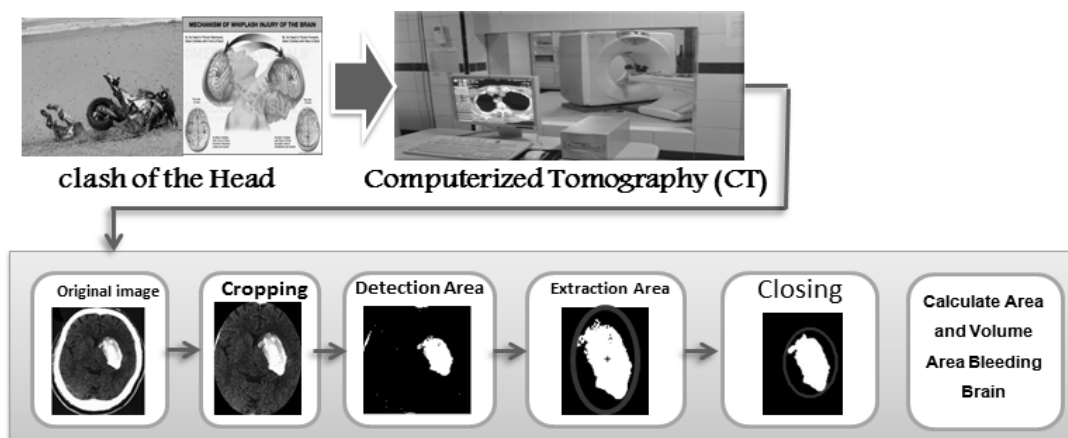 MECHANISM OF WHIPLASH INJURY OF THE BRAIN
clash of the Head
Computerized Tomography (CT)
Original image
Cropping
Detection Area
Extraction Area
Closing
Calculate Area
and Volume
Area Bleeding
Brain